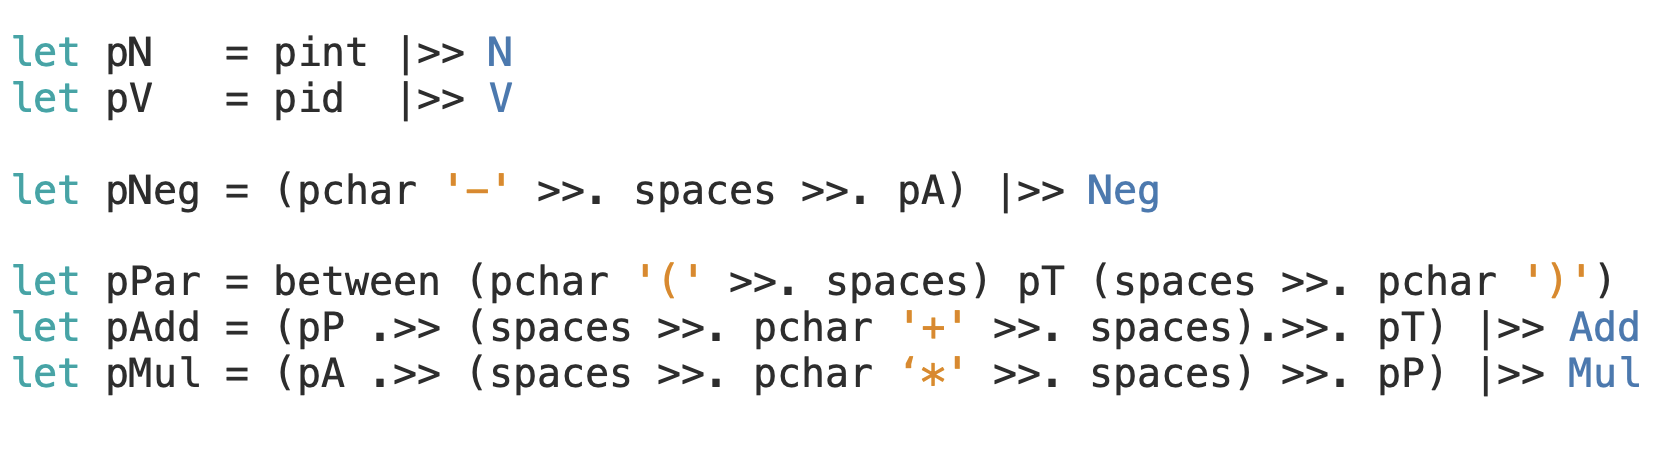 let pN   = pint |>> N
let pV   = pid  |>> V
let pNeg = (pchar '-' >>. spaces >>. pA) |>> Neg
let pPar = between (pchar '(' >>. spaces) pT (spaces >>. pchar ')')
let pAdd = (pP .>> (spaces >>. pchar '+' >>. spaces).>>. pT) |>> Add
let pMul = (pA .>> (spaces >>. pchar ‘*' >>. spaces) >>. pP) |>> Mul